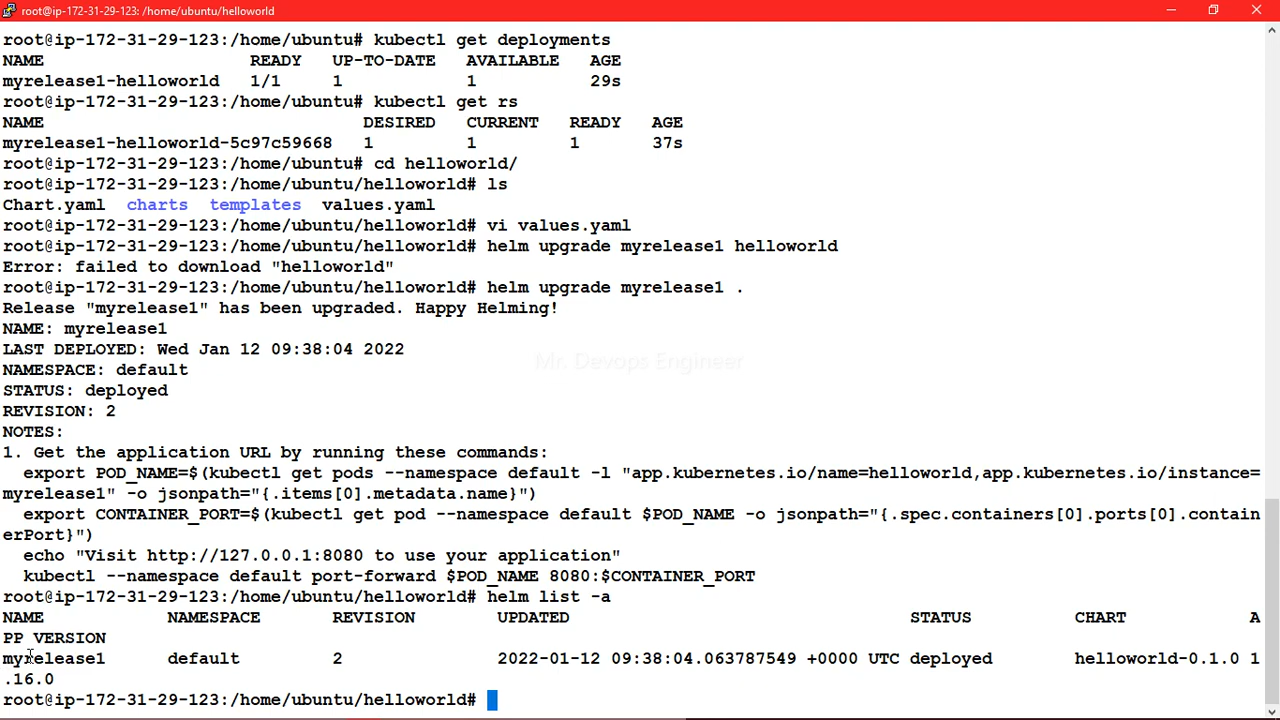 root@ip-172-31-29-123: /home/ubuntu/helloworld
root@ip-172-31-29-123:/home/ubuntu# kubectl get deployments
NAME READY UP-TO-DATE AVAILABLE AGE
myrelease1-helloworld 1/1 1 1 29s
root@ip-172-31-29-123:/home/ubuntu# kubectl get rs
NAME DESIRED CURRENT READY AGE
myrelease1-helloworld-5c97c59668 1 1 1 37s
root@ip-172-31-29-123:/home/ubuntu# cd helloworld/
root@ip-172-31-29-123:/home/ubuntu/helloworld# ls
Chart.yaml charts templates values.yaml
root@ip-172-31-29-123:/home/ubuntu/helloworld# vi values.yaml
root@ip-172-31-29-123:/home/ubuntu/helloworld# helm upgrade myrelease1 helloworld
Error: failed to download "helloworld"
root@ip-172-31-29-123:/home/ubuntu/helloworld# helm upgrade myrelease1 .
Release "myrelease1" has been upgraded. Happy Helming!
NAME: myrelease1
LAST DEPLOYED: Wed Jan 12 09:38:04 2022
Mr. Devops Engineer
NAMESPACE: default
STATUS: deployed
REVISION: 2
NOTES:
1. Get the application URL by running these commands:
export POD_NAME=$(kubectl get pods --namespace default -l "app.kubernetes.io/name=helloworld,app.kubernetes.io/instance=
myrelease1" -o jsonpath="{.items[0].metadata.name}")
export CONTAINER_PORT=$(kubectl get pod --namespace default $POD_NAME -o jsonpath="{.spec.containers[0].ports[0].contain
erPort}")
echo "Visit http://127.0.0.1:8080 to use your application"
kubectl --namespace default port-forward $POD_NAME 8080:$CONTAINER_PORT
root@ip-172-31-29-123:/home/ubuntu/helloworld# helm list -a
NAME NAMESPACE REVISION UPDATED STATUS CHART A
PP VERSION
myrelease1 default 2 2022-01-12 09:38:04.063787549 +0000 UTC deployed helloworld-0.1.0 1
.16.0
root@ip-172-31-29-123:/home/ubuntu/helloworld#